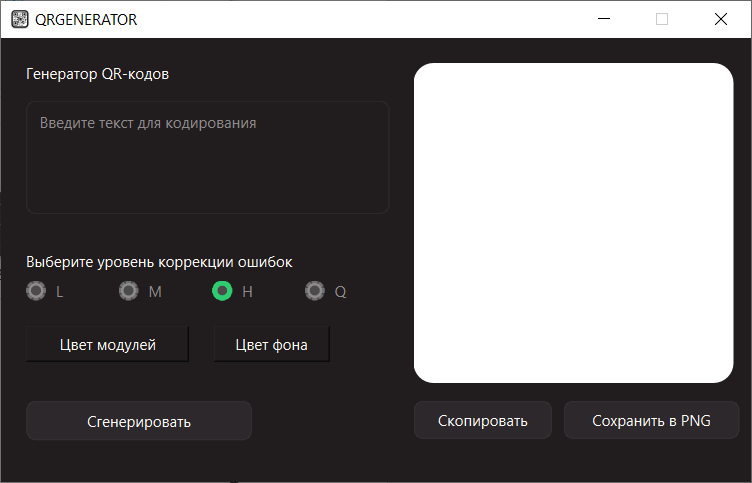 QRGENERATOR
Генератор QR-кодов
Введите текст для кодирования
Выберите уровень коррекции ошибок
L M H Q
Цвет модулей Цвет фона
Сгенерировать Скопировать Сохранить в PNG